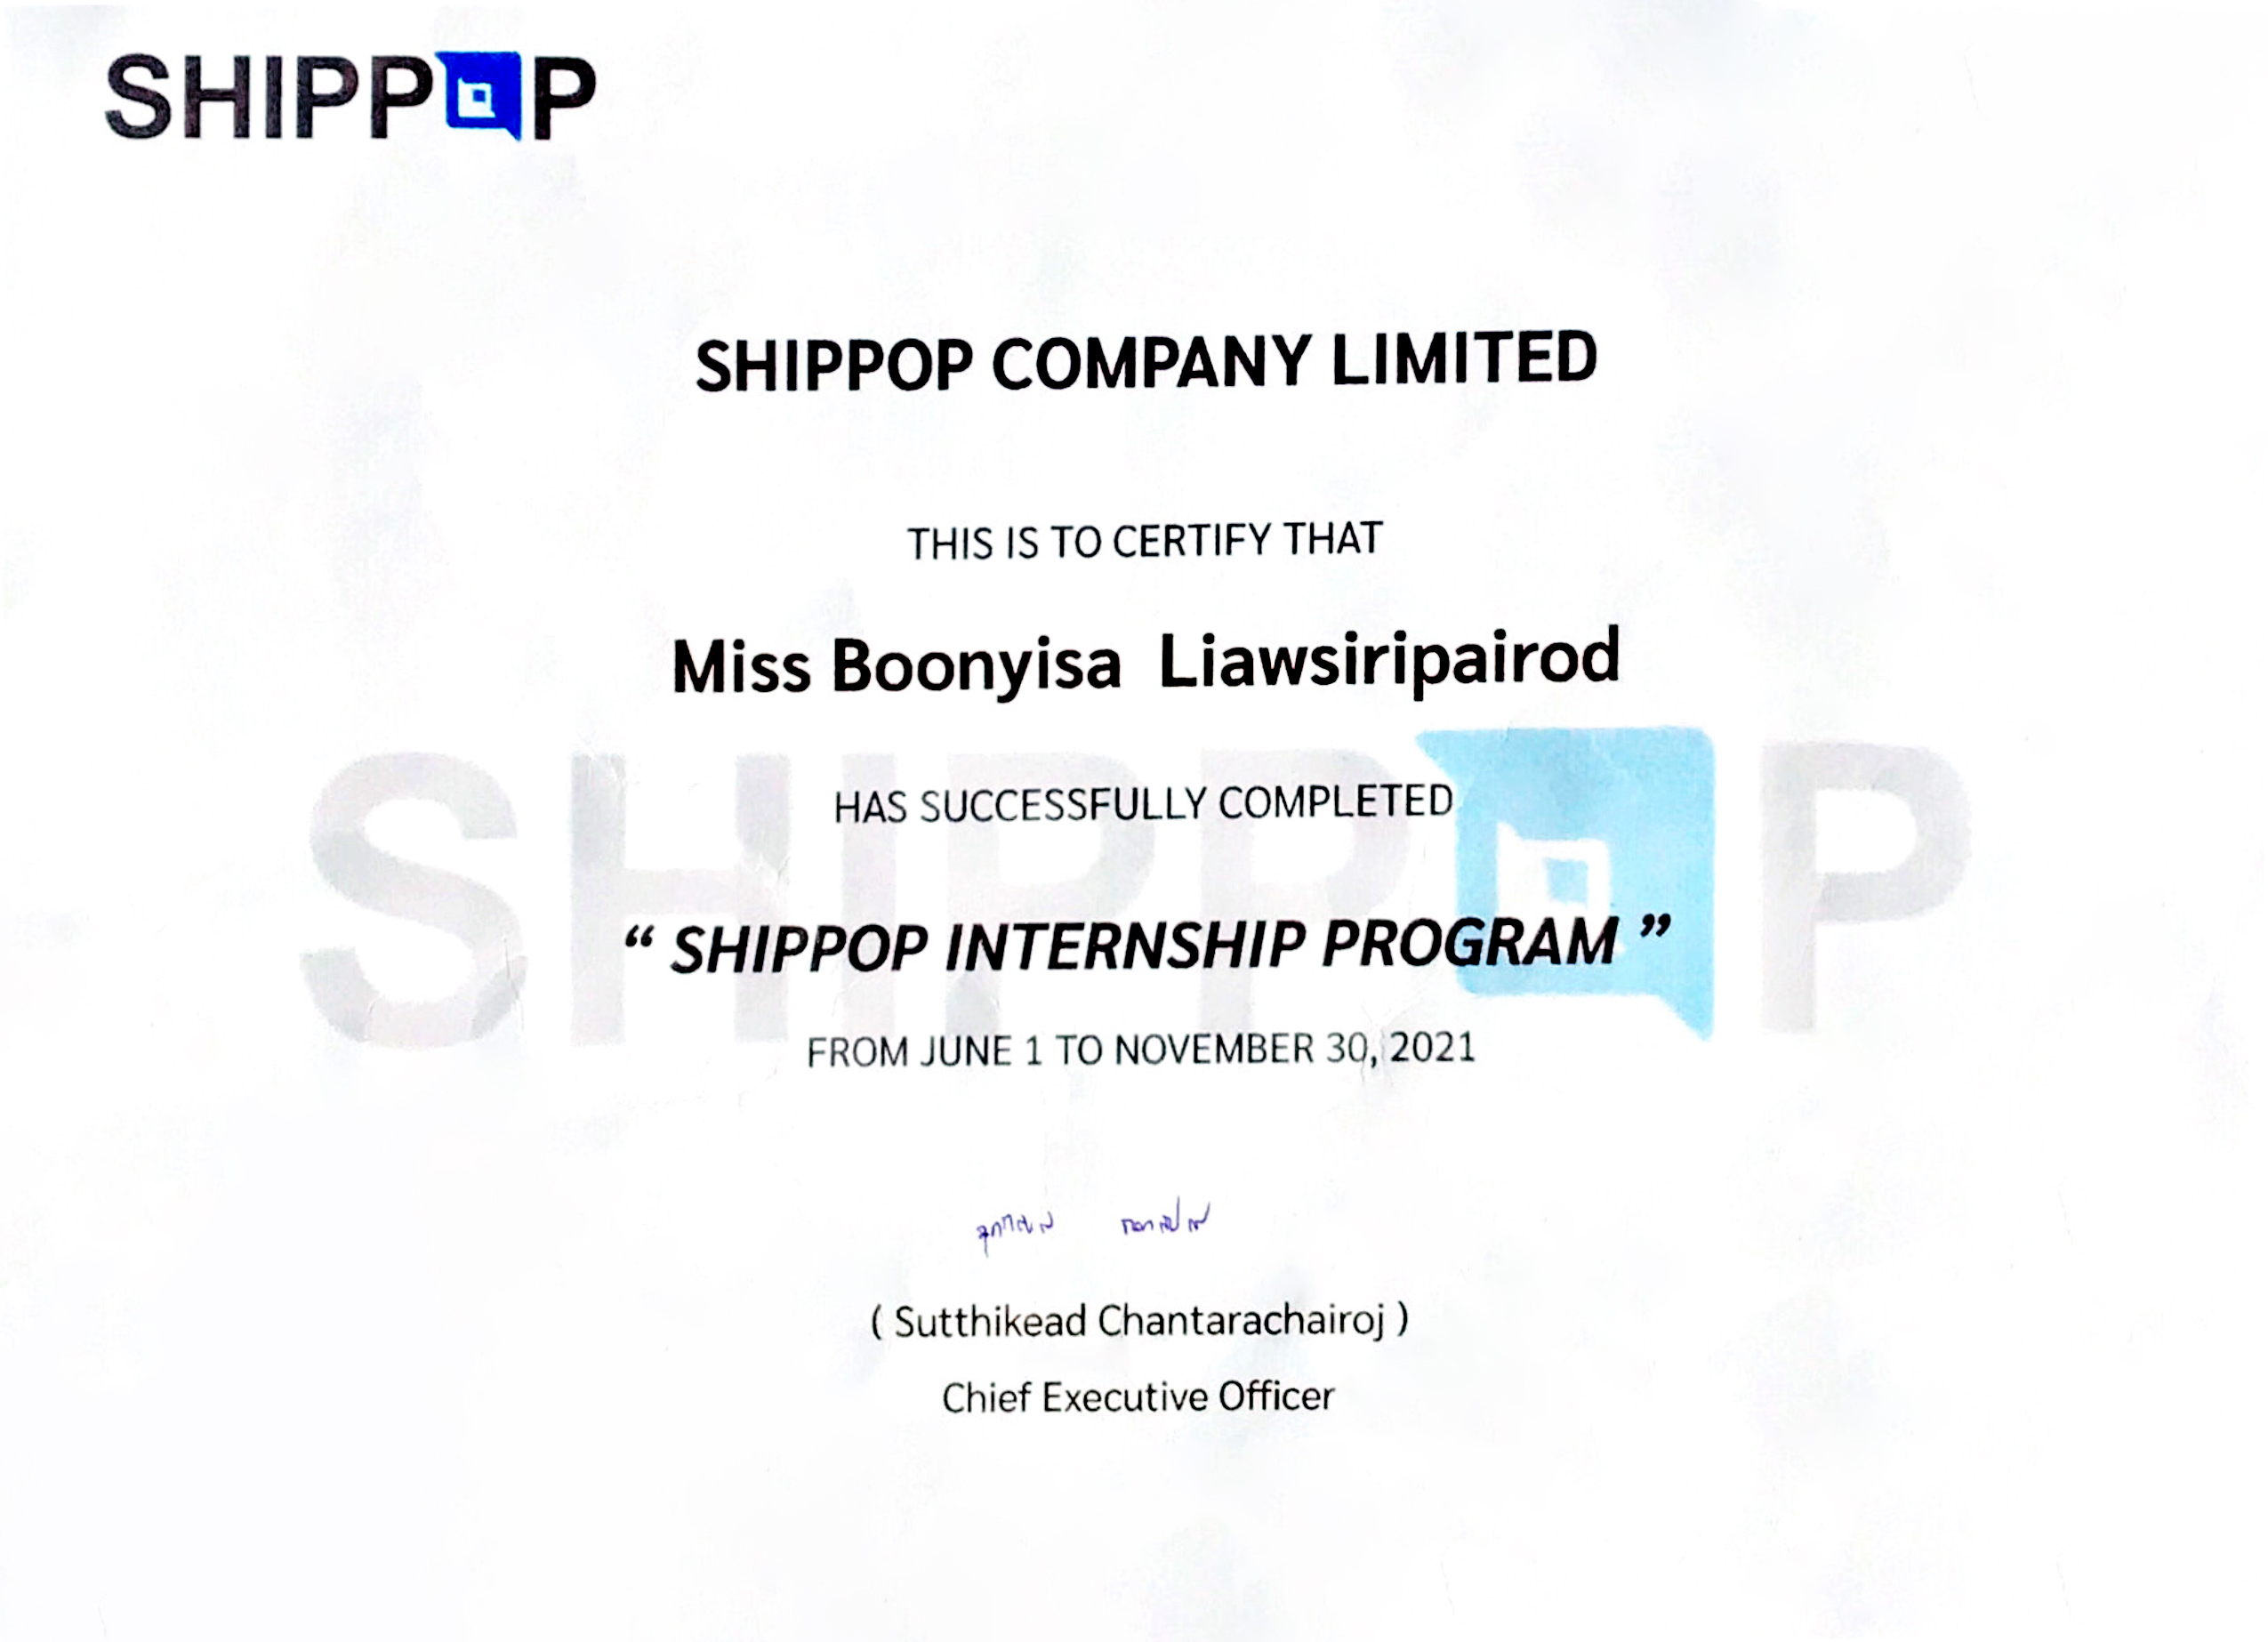 SHIPPOP
SHIPPOP COMPANY LIMITED
THIS IS TO CERTIFY THAT
Miss Boonyisa Liawsiripairod
HAS SUCCESSFULLY COMPLETED
SHIPPOP
“ SHIPPOP INTERNSHIP PROGRAM ”
FROM JUNE 1 TO NOVEMBER 30, 2021
( Sutthikead Chantarachairoj )
Chief Executive Officer